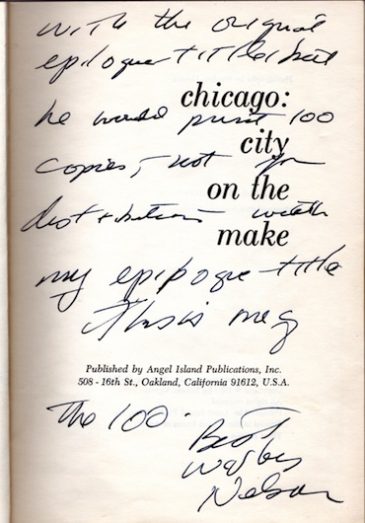 with the original
epilogue title but
chicago:
he would print 100
city
copies, not for
on the
distribution with
make
my epilogue title
This is one of
Published by Angel Island Publications, Inc.
508 - 16th St., Oakland, California 91612, U.S.A.
The 100.
Best
Wishes
Nelson